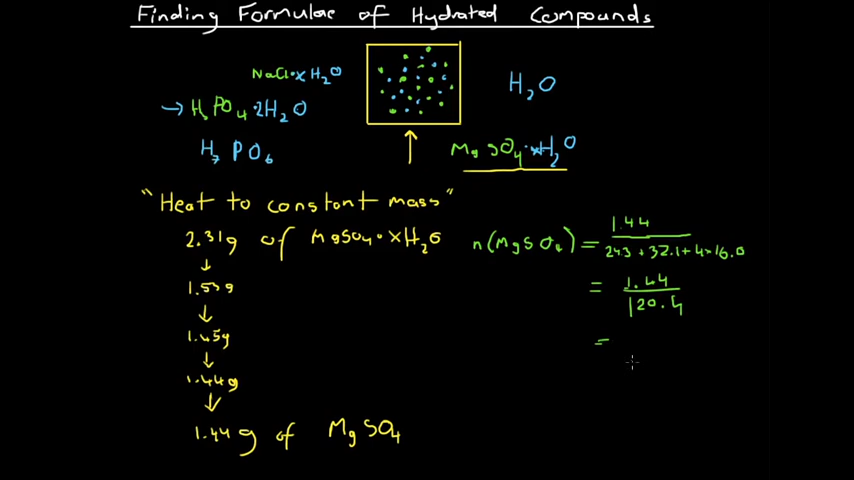 Finding Formulae of Hydrated Compounds
NaCl•xH₂O
→ H₃PO₄•2H₂O
H₇PO₆
H₂O
MgSO₄•xH₂O
"Heat to constant mass"
2.31g of MgSO₄•xH₂O
↓
1.53g
↓
1.45g
↓
1.44g
↓
1.44g of MgSO₄
n(MgSO₄) = 1.44 / 24.3 + 32.1 + 4×16.0
= 1.44 / 120.4
=